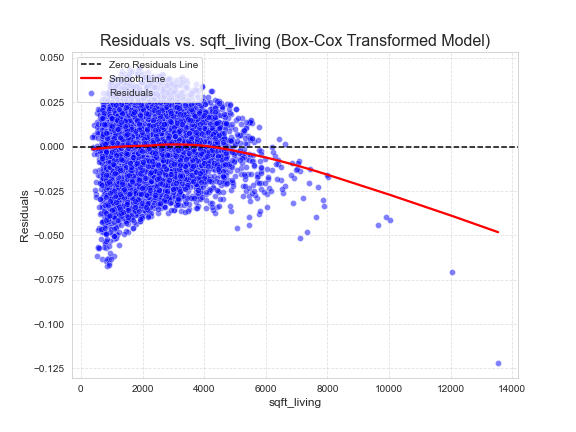 Residuals vs. sqft_living (Box-Cox Transformed Model)
Zero Residuals Line
Smooth Line
Residuals
0.050
0.025
0.000
−0.025
−0.050
−0.075
−0.100
−0.125
Residuals
0
2000
4000
6000
8000
10000
12000
14000
sqft_living